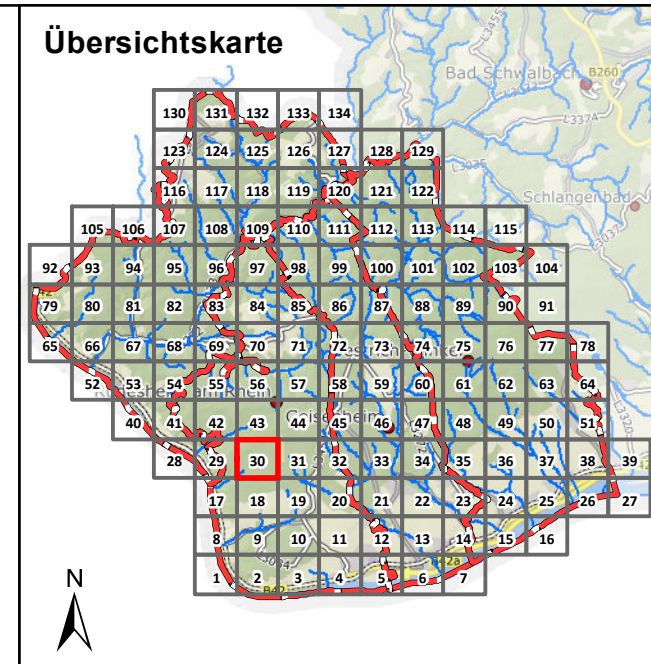 Übersichtskarte
Bad Schwalbach
B260
L3455
L3374
L3035
Schlangenbad
L3037
130 131 132 133 134
123 124 125 126 127 128 129
116 117 118 119 120 121 122
105 106 107 108 109 110 111 112 113 114 115
92 93 94 95 96 97 98 99 100 101 102 103 104
79 80 81 82 83 84 85 86 87 88 89 90 91
65 66 67 68 69 70 71 72 73 74 75 76 77 78
52 53 54 55 56 57 58 59 60 61 62 63 64
Geisenheim
L3320
40 41 42 43 44 45 46 47 48 49 50 51
28 29 30 31 32 33 34 35 36 37 38 39
17 18 19 20 21 22 23 24 25 26 27
8 9 10 11 12 13 14 15 16
L3034
B42a
1 2 3 4 5 6 7
B42
N